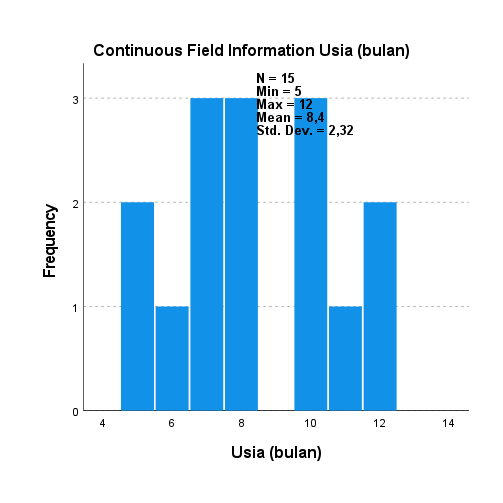 Continuous Field Information Usia (bulan)
N = 15
Min = 5
Max = 12
Mean = 8,4
Std. Dev. = 2,32
3
2
1
0
Frequency
4 6 8 10 12 14
Usia (bulan)